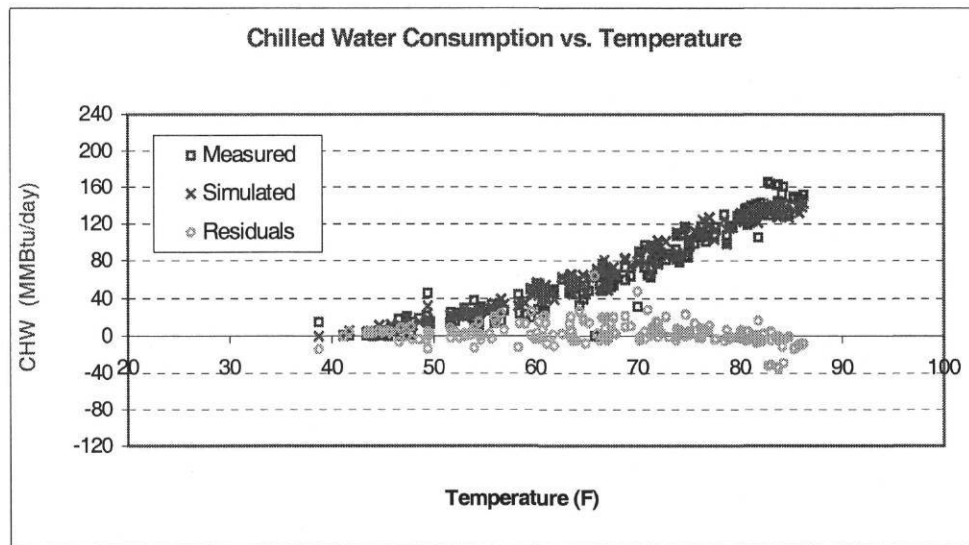 Chilled Water Consumption vs. Temperature
CHW (MMBtu/day)
240
200
160
120
80
40
0
-40
-80
-120
Measured
Simulated
Residuals
20 30 40 50 60 70 80 90 100
Temperature (F)